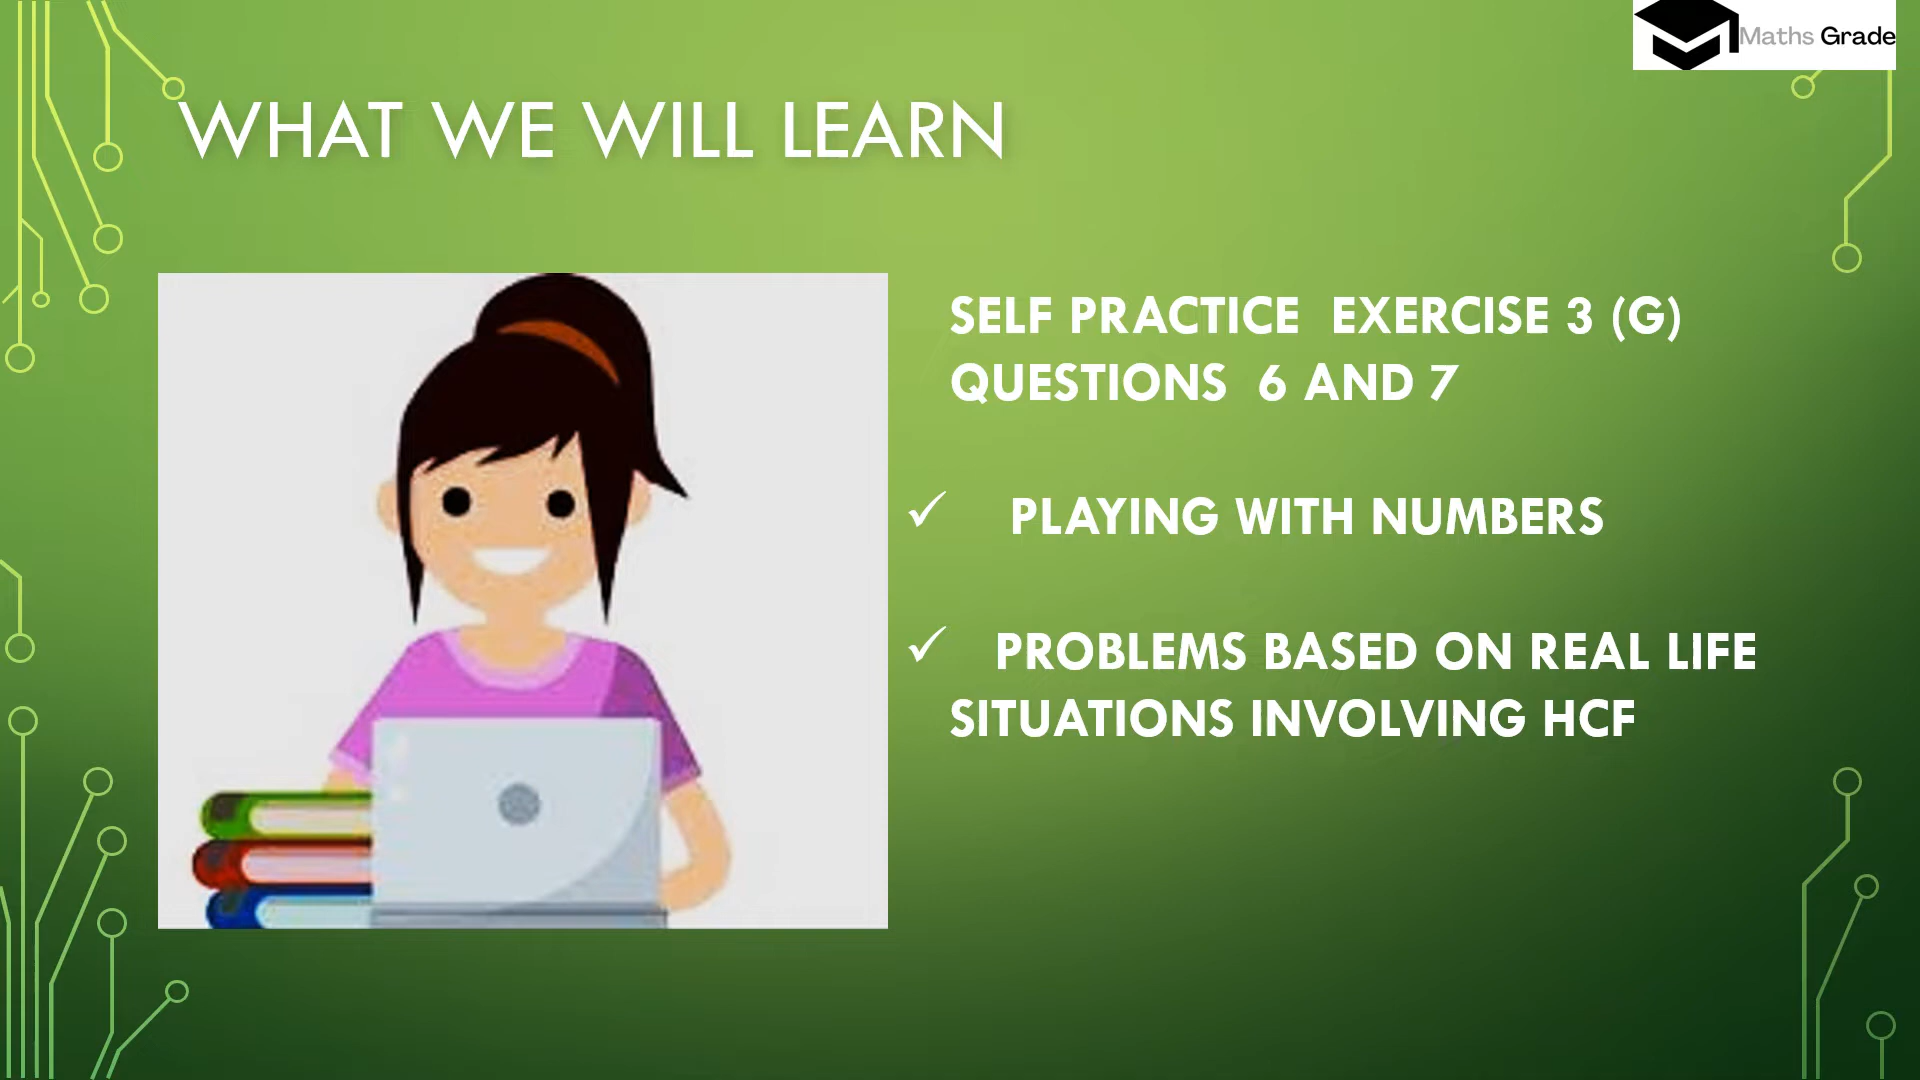 Maths Grade
WHAT WE WILL LEARN
SELF PRACTICE EXERCISE 3 (G)
QUESTIONS 6 AND 7
✓ PLAYING WITH NUMBERS
✓ PROBLEMS BASED ON REAL LIFE
SITUATIONS INVOLVING HCF